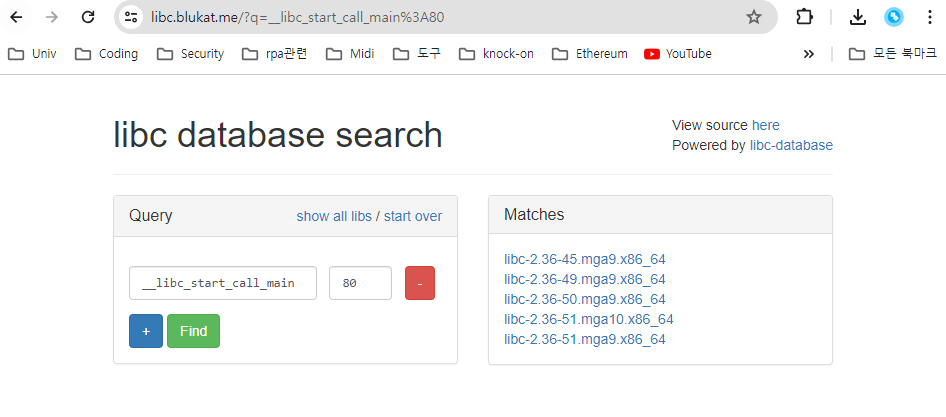 libc.blukat.me/?q=__libc_start_call_main%3A80
Univ Coding Security rpa관련 Midi 도구 knock-on Ethereum YouTube » 모든 북마크
libc database search
View source here
Powered by libc-database
Query show all libs / start over
__libc_start_call_main 80 -
+ Find
Matches
libc-2.36-45.mga9.x86_64
libc-2.36-49.mga9.x86_64
libc-2.36-50.mga9.x86_64
libc-2.36-51.mga10.x86_64
libc-2.36-51.mga9.x86_64